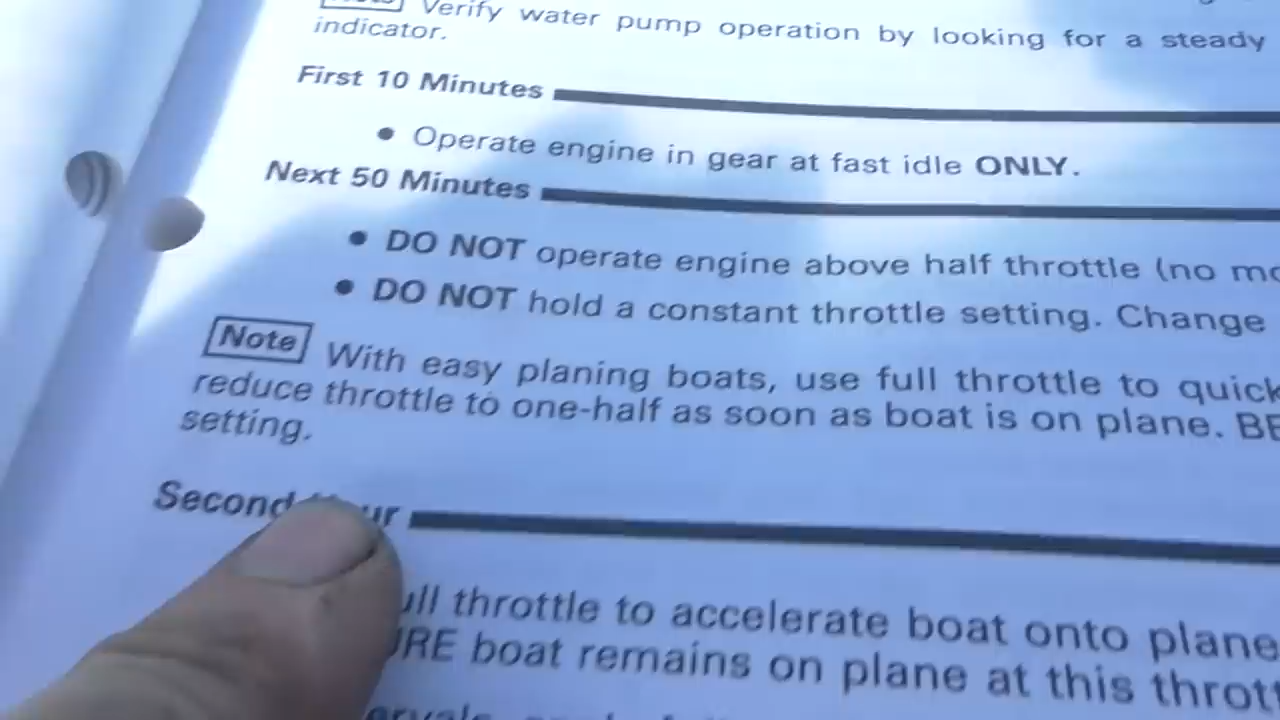 Note Verify water pump operation by looking for a steady
indicator.
First 10 Minutes
• Operate engine in gear at fast idle ONLY.
Next 50 Minutes
• DO NOT operate engine above half throttle (no
• DO NOT hold a constant throttle setting. Change
Note With easy planing boats, use full throttle to
reduce throttle to one-half as soon as boat is on plane.
setting.
Second
throttle to accelerate boat onto plane
boat remains on plane at this